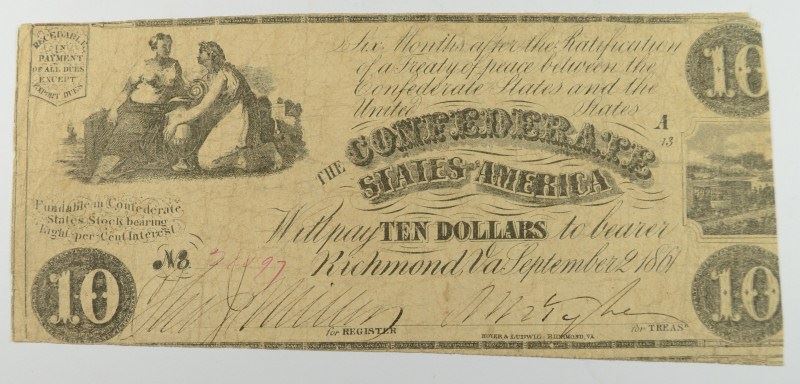 RECEIVABLE
IN
PAYMENT
OF ALL DUES
EXCEPT
EXPORT DUES
Six Months after the Ratification
of a Treaty of peace between the
Confederate States and the
United States
10
A
13
THE CONFEDERATE
STATES OF AMERICA
Fundable in Confederate
States Stock bearing
Eight per Cent Interest
Will pay TEN DOLLARS to bearer
No.
Richmond, Va September 2 1861
10
10
for REGISTER
for TREASR
HOYER & LUDWIG RICHMOND, VA